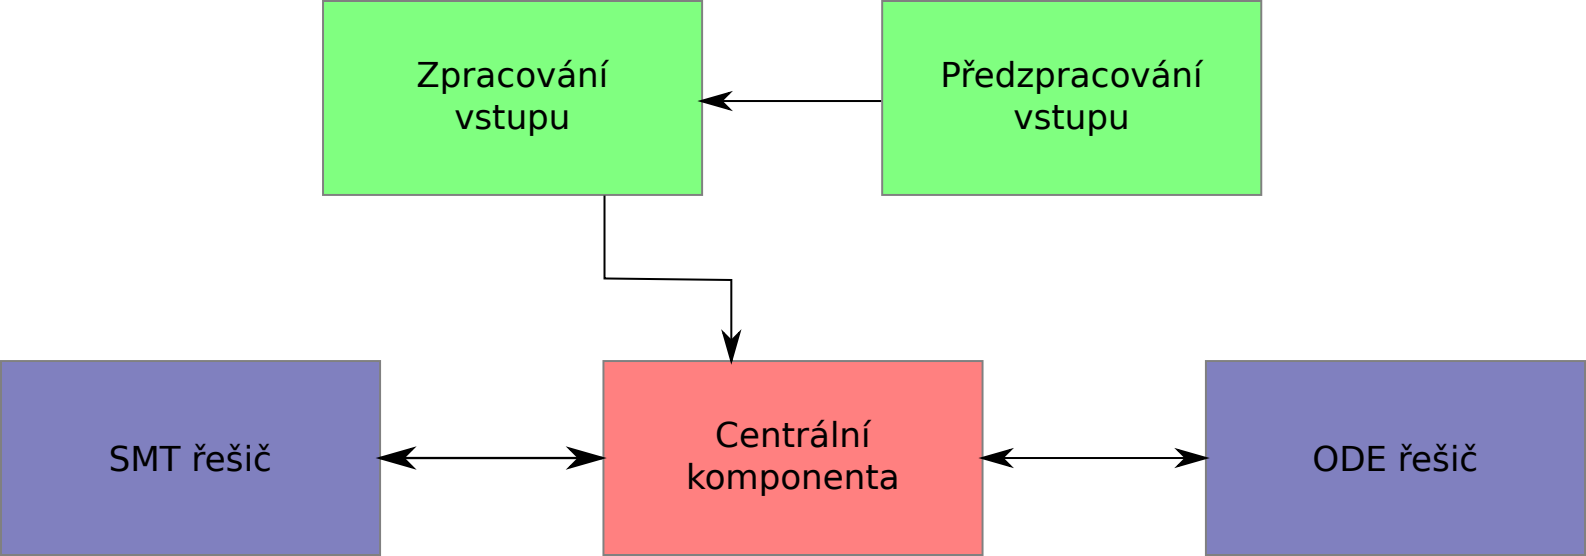 Zpracování
vstupu
Předzpracování
vstupu
SMT řešič
Centrální
komponenta
ODE řešič